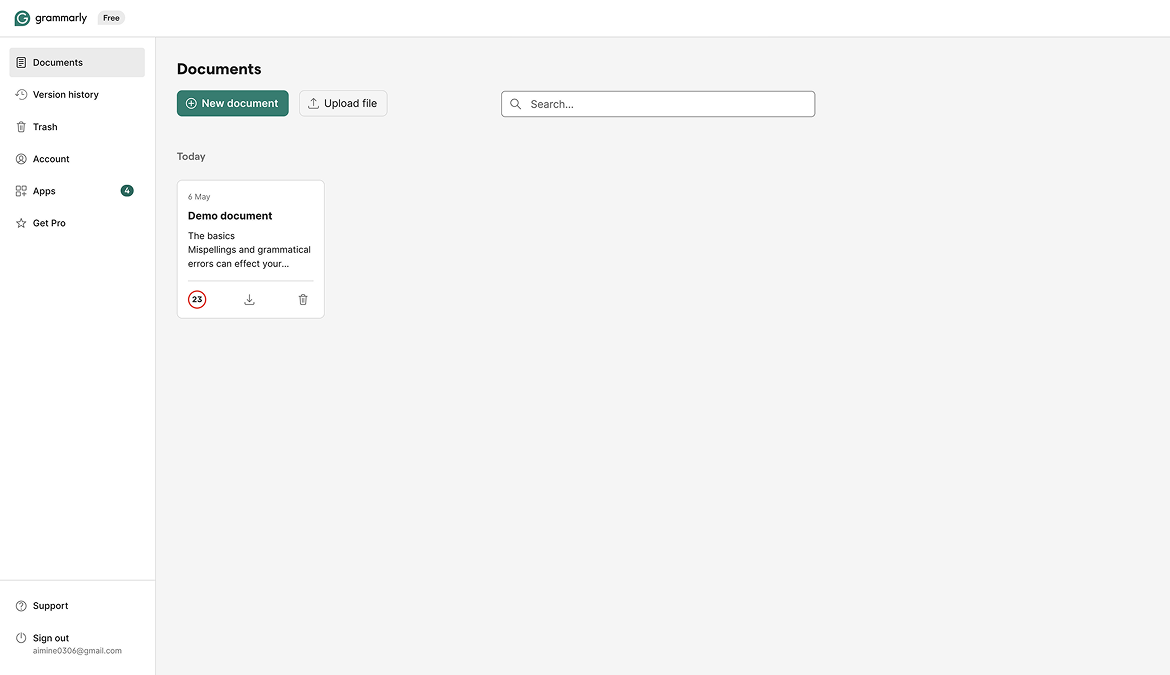 grammarly Free
Documents
Version history
Trash
Account
Apps 4
Get Pro
Support
Sign out
aimine0306@gmail.com
Documents
New document Upload file Search...
Today
6 May
Demo document
The basics
Mispellings and grammatical
errors can effect your...
23